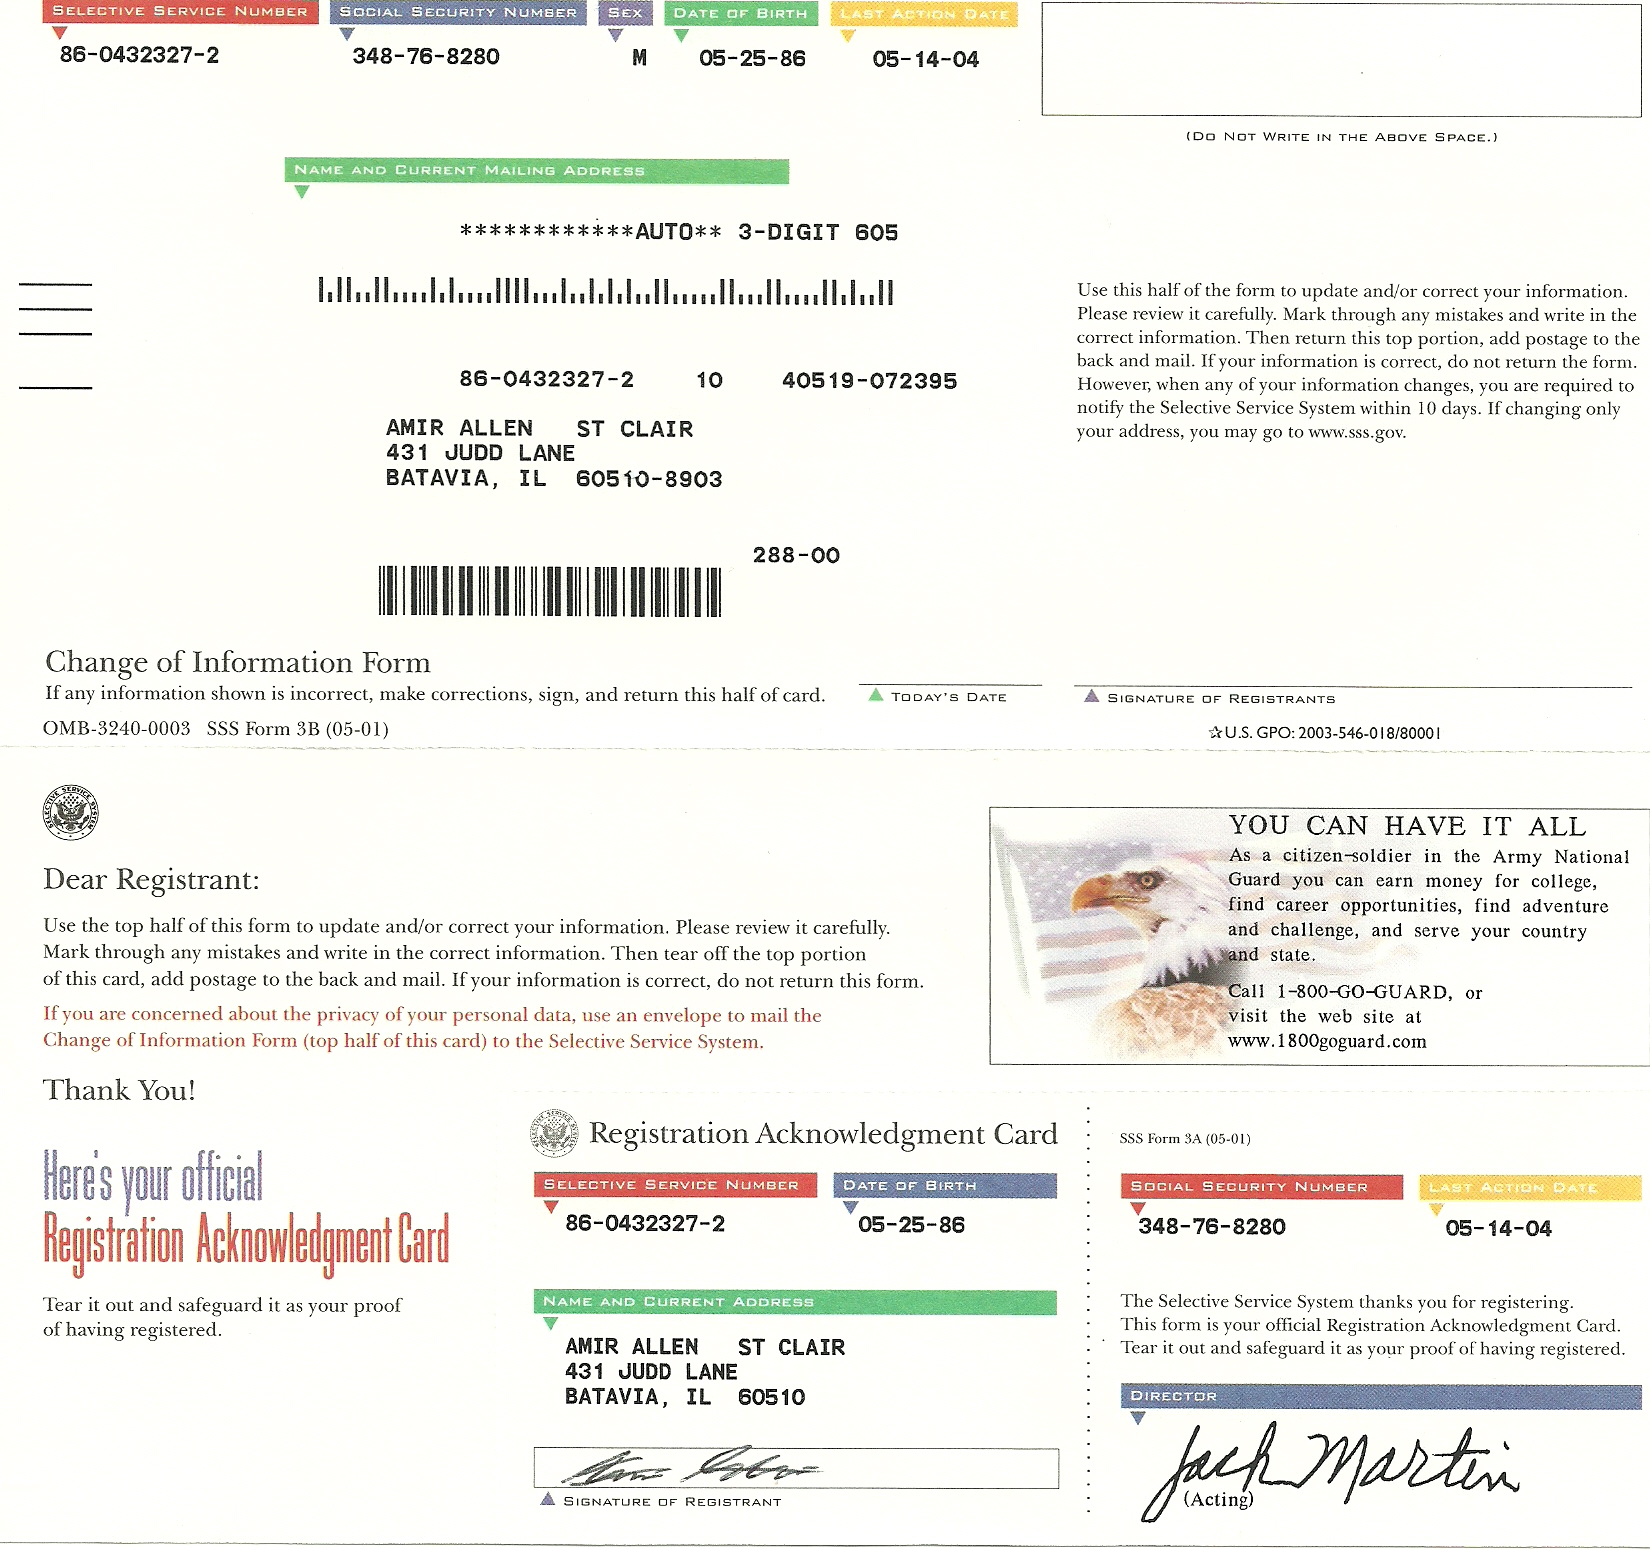 SELECTIVE SERVICE NUMBER SOCIAL SECURITY NUMBER SEX DATE OF BIRTH LAST ACTION DATE
86-0432327-2 348-76-8280 M 05-25-86 05-14-04
(DO NOT WRITE IN THE ABOVE SPACE.)
NAME AND CURRENT MAILING ADDRESS
************AUTO** 3-DIGIT 605
86-0432327-2 10 40519-072395
AMIR ALLEN ST CLAIR
431 JUDD LANE
BATAVIA, IL 60510-8903
288-00
Use this half of the form to update and/or correct your information.
Please review it carefully. Mark through any mistakes and write in the
correct information. Then return this top portion, add postage to the
back and mail. If your information is correct, do not return the form.
However, when any of your information changes, you are required to
notify the Selective Service System within 10 days. If changing only
your address, you may go to www.sss.gov.
Change of Information Form
If any information shown is incorrect, make corrections, sign, and return this half of card.
TODAY'S DATE
SIGNATURE OF REGISTRANTS
OMB-3240-0003 SSS Form 3B (05-01)
☆U.S. GPO: 2003-546-018/80001
SELECTIVE SERVICE SYSTEM
Dear Registrant:
Use the top half of this form to update and/or correct your information. Please review it carefully.
Mark through any mistakes and write in the correct information. Then tear off the top portion
of this card, add postage to the back and mail. If your information is correct, do not return this form.
If you are concerned about the privacy of your personal data, use an envelope to mail the
Change of Information Form (top half of this card) to the Selective Service System.
Thank You!
YOU CAN HAVE IT ALL
As a citizen-soldier in the Army National
Guard you can earn money for college,
find career opportunities, find adventure
and challenge, and serve your country
and state.
Call 1-800-GO-GUARD, or
visit the web site at
www.1800goguard.com
Here's your official
Registration Acknowledgment Card
Tear it out and safeguard it as your proof
of having registered.
SELECTIVE SERVICE SYSTEM
Registration Acknowledgment Card
SELECTIVE SERVICE NUMBER DATE OF BIRTH
86-0432327-2 05-25-86
NAME AND CURRENT ADDRESS
AMIR ALLEN ST CLAIR
431 JUDD LANE
BATAVIA, IL 60510
SIGNATURE OF REGISTRANT
SSS Form 3A (05-01)
SOCIAL SECURITY NUMBER LAST ACTION DATE
348-76-8280 05-14-04
The Selective Service System thanks you for registering.
This form is your official Registration Acknowledgment Card.
Tear it out and safeguard it as your proof of having registered.
DIRECTOR
Jack Martin
(Acting)